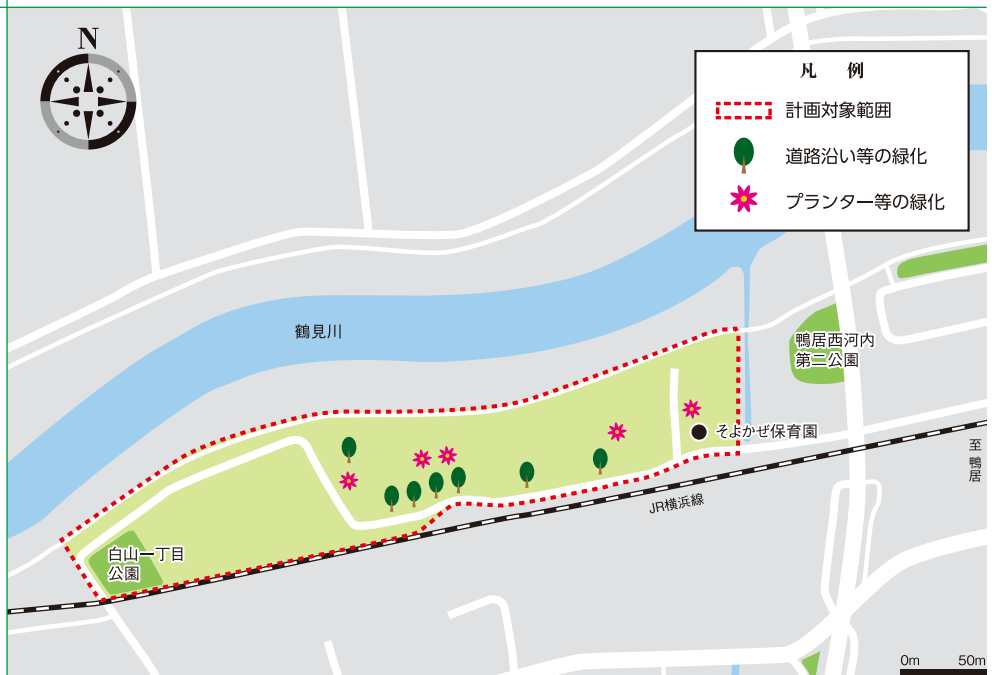 N
凡 例
計画対象範囲
道路沿い等の緑化
プランター等の緑化
鶴見川
鴨居西河内
第二公園
そよかぜ保育園
至鴨居
JR横浜線
白山一丁目
公園
0m 50m